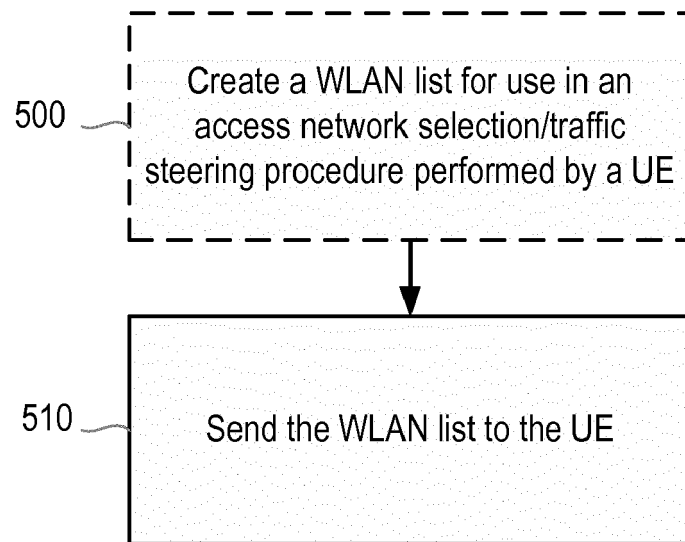 500
Create a WLAN list for use in an
access network selection/traffic
steering procedure performed by a UE
510
Send the WLAN list to the UE